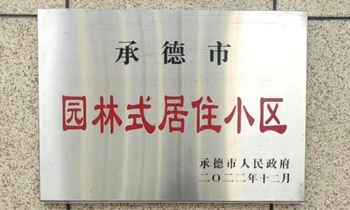 承德市
园林式居住小区
承德市人民政府
二〇二二年十二月